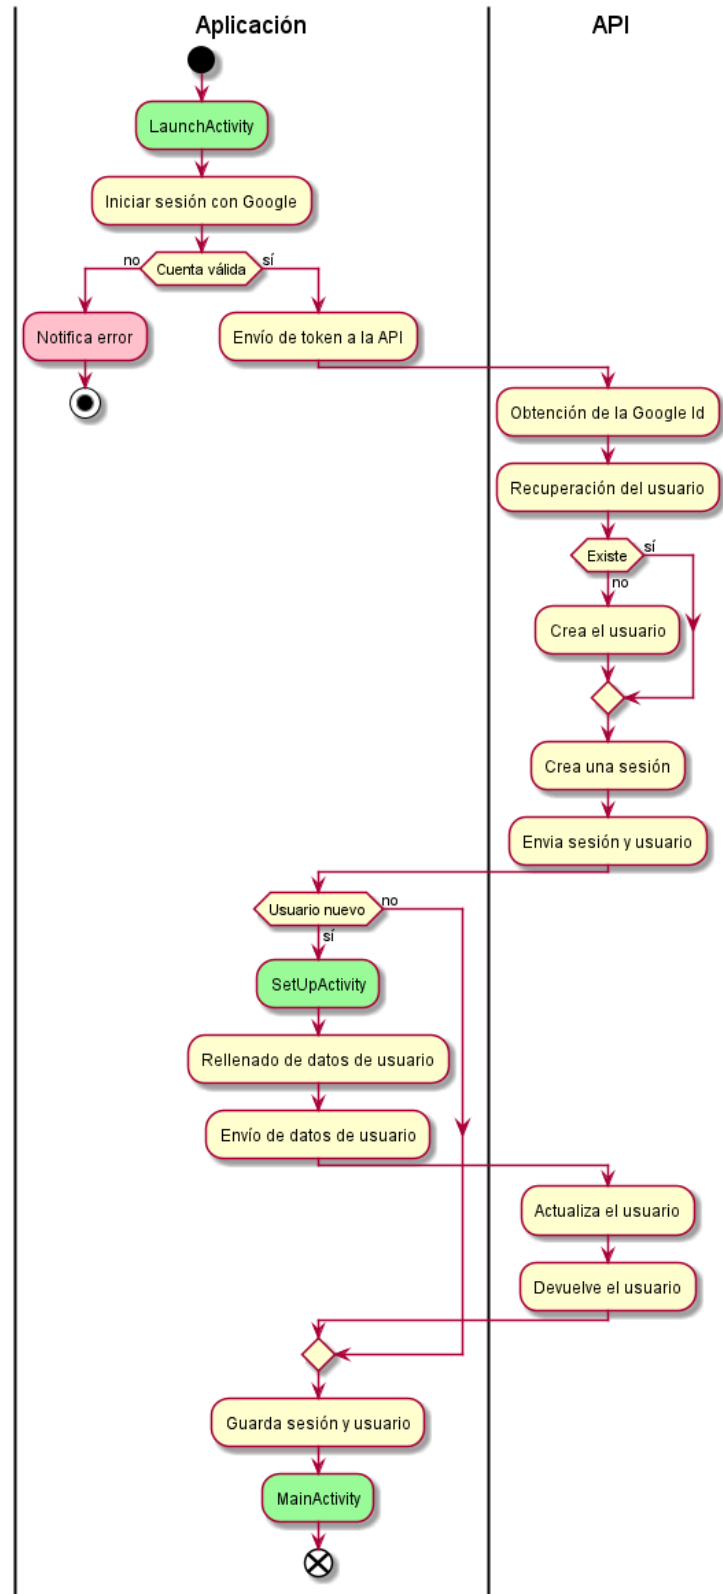 Aplicación
API
LaunchActivity
Iniciar sesión con Google
no
Cuenta válida
sí
Notifica error
Envío de token a la API
Obtención de la Google Id
Recuperación del usuario
Existe
sí
no
Crea el usuario
Crea una sesión
Envia sesión y usuario
Usuario nuevo
no
sí
SetUpActivity
Rellenado de datos de usuario
Envío de datos de usuario
Actualiza el usuario
Devuelve el usuario
Guarda sesión y usuario
MainActivity